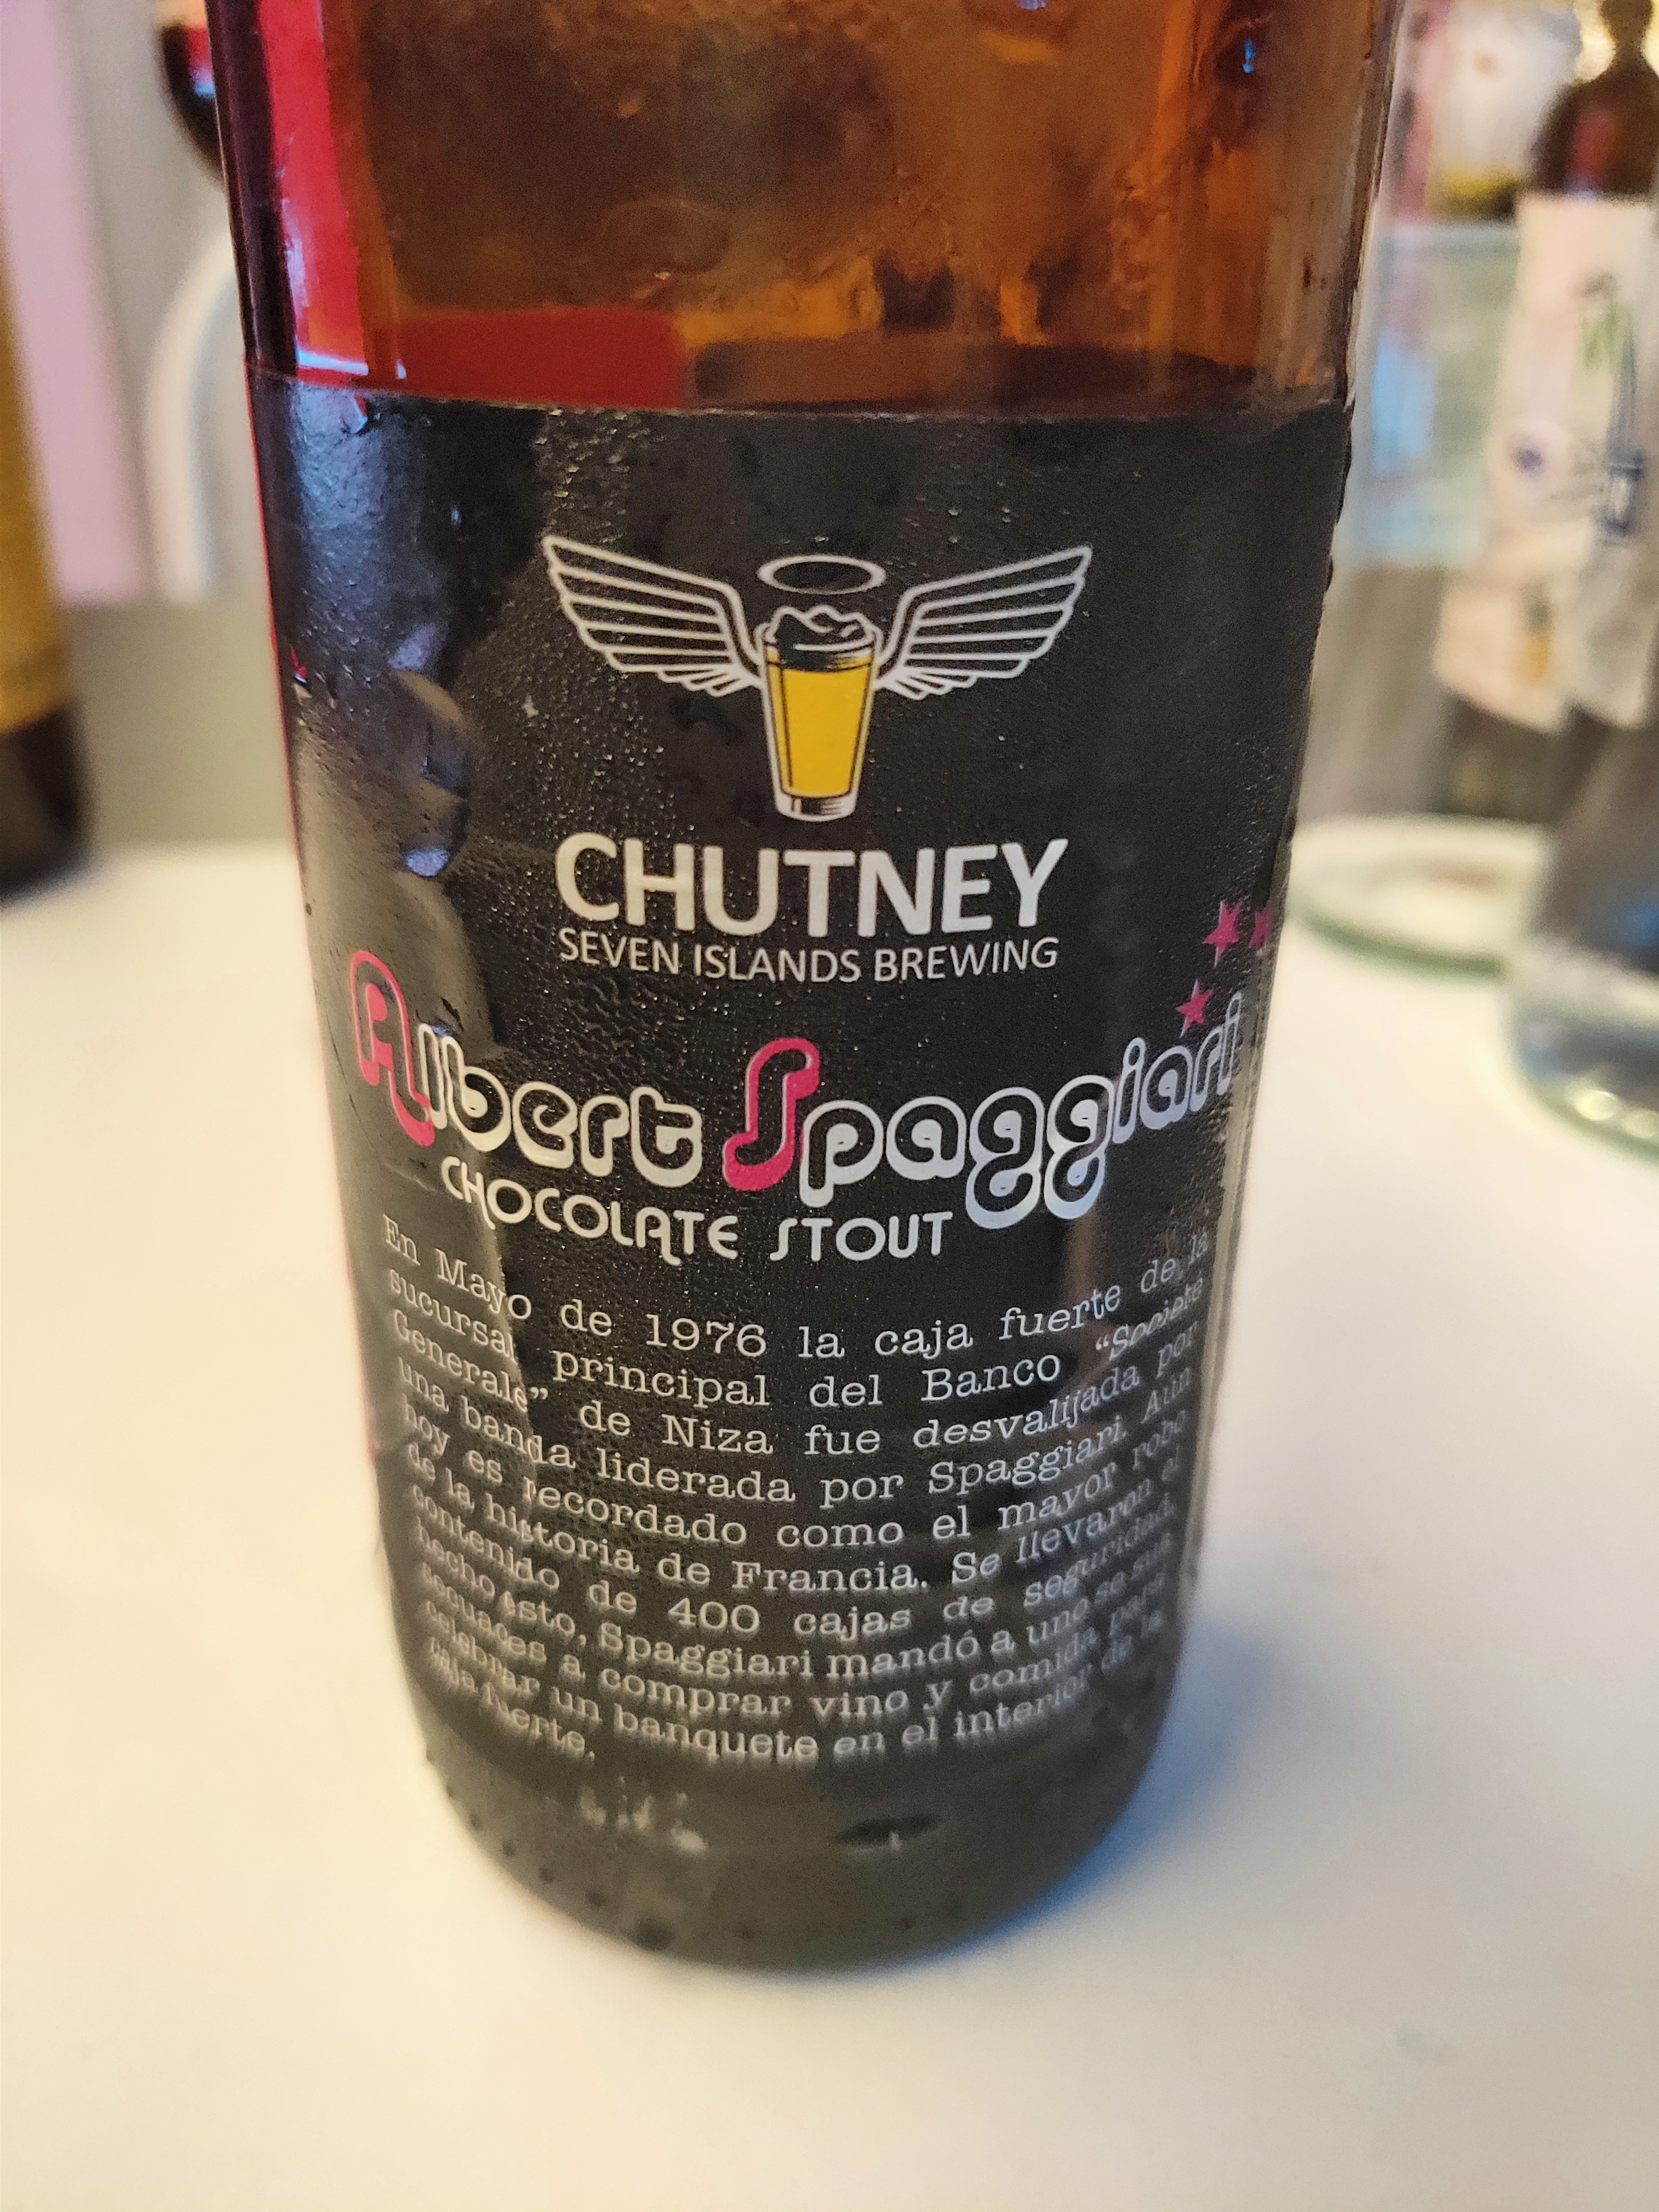 CHUTNEY
SEVEN ISLANDS BREWING
Albert Spaggiari
CHOCOLATE STOUT
En Mayo de 1976 la caja fuerte de la
sucursal principal del Banco “Societé
Generale” de Niza fue desvalijada por
una banda liderada por Spaggiari. Aún
hoy es recordado como el mayor robo
de la historia de Francia. Se llevaron el
contenido de 400 cajas de seguridad,
hecho ésto, Spaggiari mandó a uno se sus
secuaces a comprar vino y comida para
celebrar un banquete en el interior de la
caja fuerte.